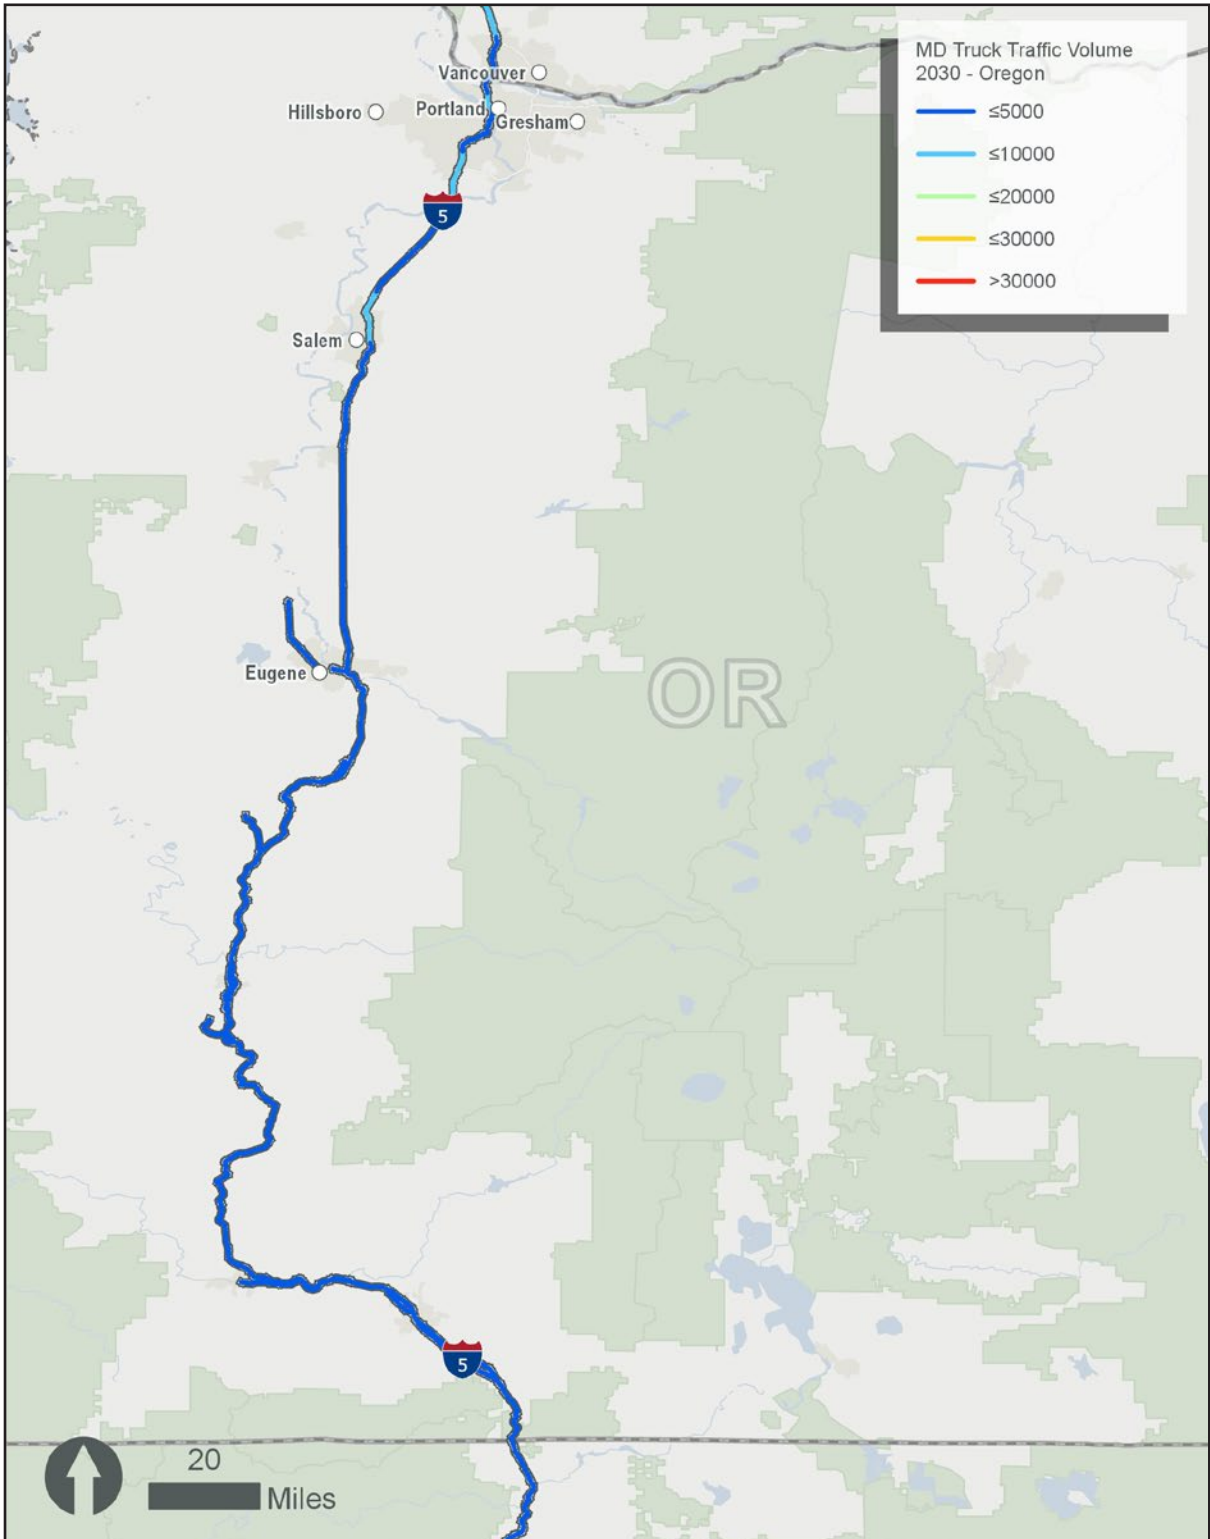 MD Truck Traffic Volume
2030 - Oregon
≤5000
≤10000
≤20000
≤30000
>30000
Vancouver
Hillsboro
Portland
Gresham
5
Salem
Eugene
OR
5
20
Miles